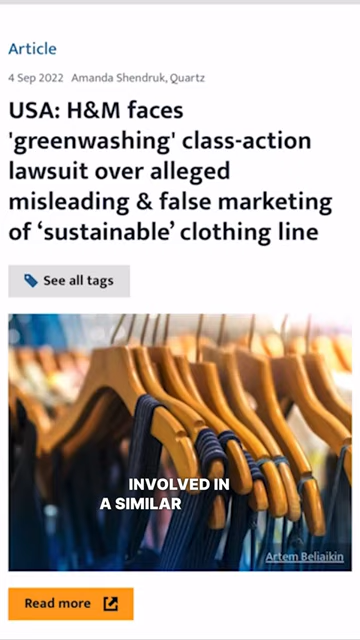 Article
4 Sep 2022 Amanda Shendruk, Quartz
USA: H&M faces
'greenwashing' class-action
lawsuit over alleged
misleading & false marketing
of ‘sustainable’ clothing line
See all tags
INVOLVED IN
A SIMILAR
Artem Beliaikin
Read more